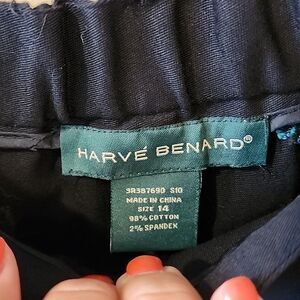 HARVÉ BENARD®
3R387690 S10
MADE IN CHINA
SIZE 14
98% COTTON
2% SPANDEX